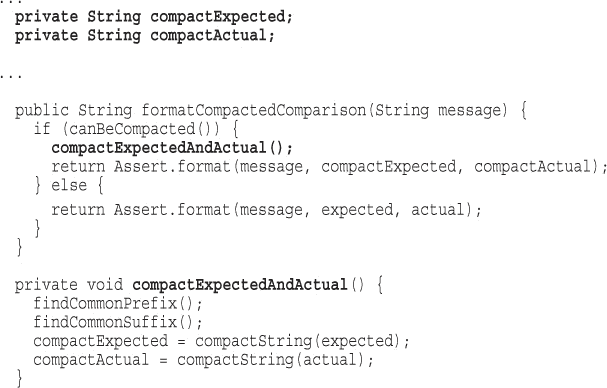 ...
private String compactExpected;
private String compactActual;
...
public String formatCompactedComparison(String message) {
if (canBeCompacted()) {
compactExpectedAndActual();
return Assert.format(message, compactExpected, compactActual);
} else {
return Assert.format(message, expected, actual);
}
}
private void compactExpectedAndActual() {
findCommonPrefix();
findCommonSuffix();
compactExpected = compactString(expected);
compactActual = compactString(actual);
}